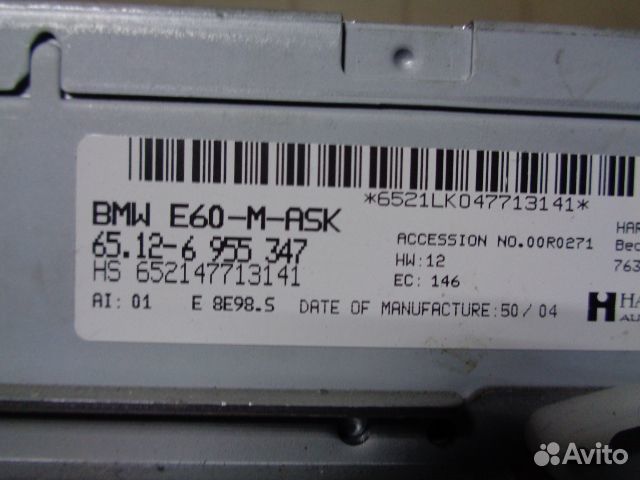 *6521LK047713141*
BMW E60-M-ASK
65.12-6 955 347
HS 652147713141
AI: 01 E 8E98.S DATE OF MANUFACTURE:50/04
ACCESSION NO.00R0271
HW:12
EC: 146
763
Avito